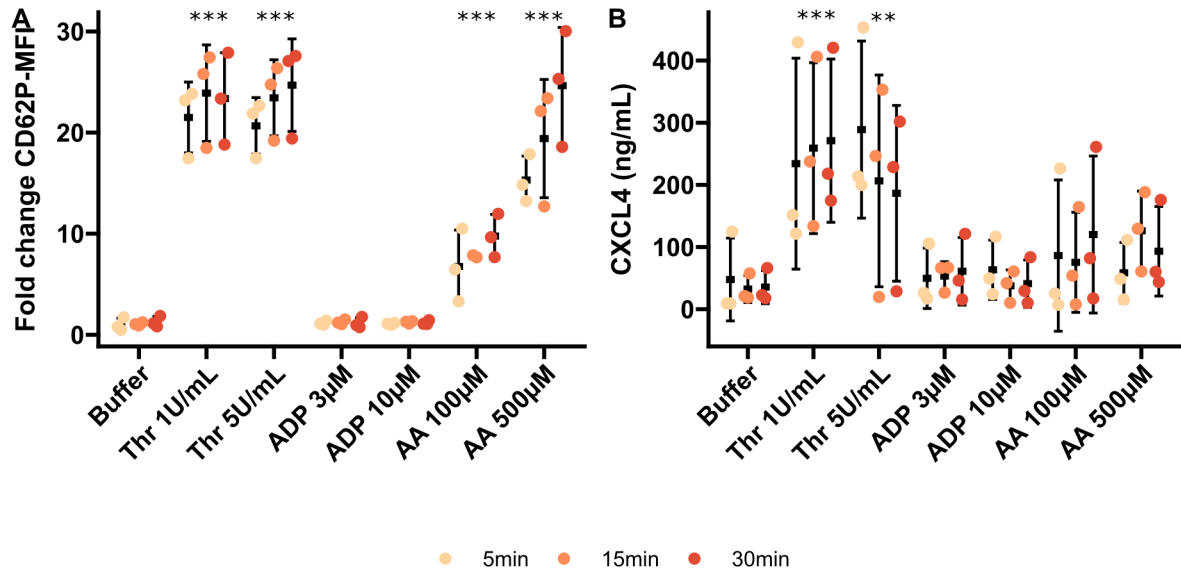 A
Fold change CD62P-MFI
30
20
10
0
*** *** *** ***
Buffer
Thr 1U/mL
Thr 5U/mL
ADP 3µM
ADP 10µM
AA 100µM
AA 500µM
B
CXCL4 (ng/mL)
400
300
200
100
0
*** **
Buffer
Thr 1U/mL
Thr 5U/mL
ADP 3µM
ADP 10µM
AA 100µM
AA 500µM
5min 15min 30min